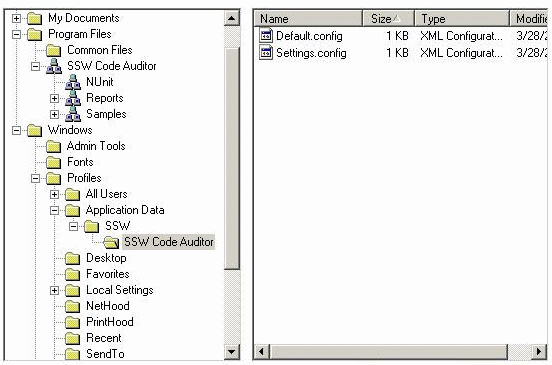 My Documents
Program Files
Common Files
SSW Code Auditor
NUnit
Reports
Samples
Windows
Admin Tools
Fonts
Profiles
All Users
Application Data
SSW
SSW Code Auditor
Desktop
Favorites
Local Settings
NetHood
PrintHood
Recent
SendTo
Name Size Type Modifie
Default.config 1 KB XML Configurat... 3/28/2
Settings.config 1 KB XML Configurat... 3/28/2